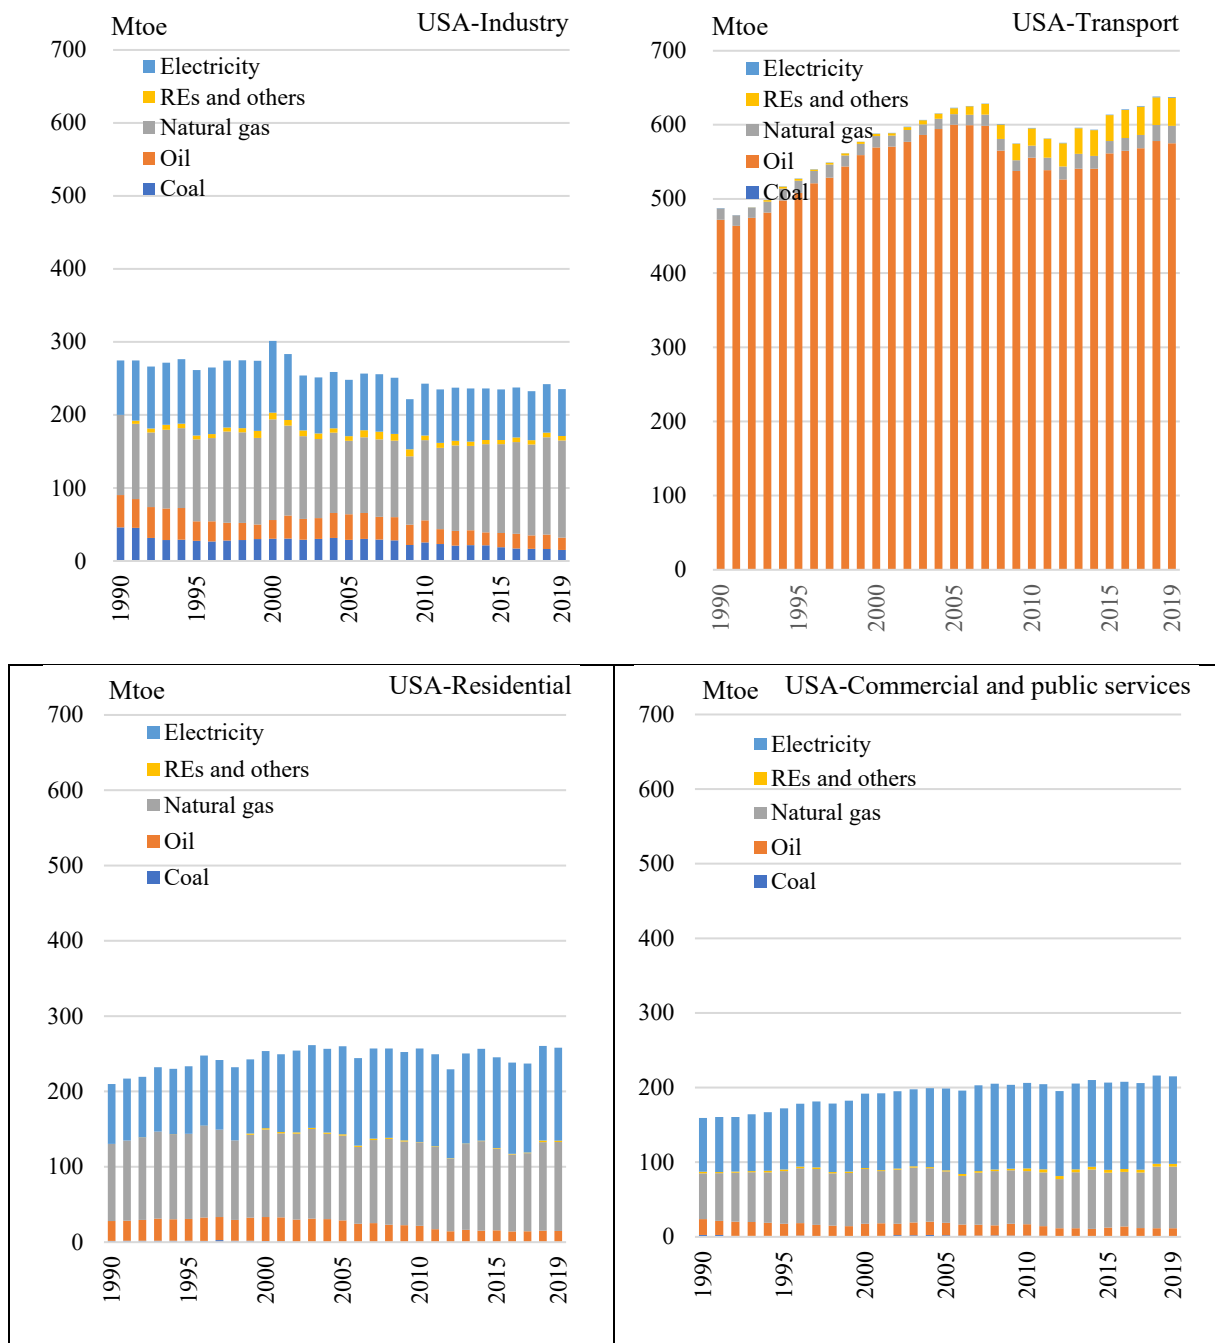 Mtoe USA-Industry
700
Electricity
REs and others
600
Natural gas
Oil
500
Coal
400
300
200
100
0
1990
1995
2000
2005
2010
2015
2019
Mtoe USA-Transport
700
Electricity
REs and others
600
Natural gas
Oil
500
Coal
400
300
200
100
0
1990
1995
2000
2005
2010
2015
2019
Mtoe USA-Residential
700
Electricity
REs and others
600
Natural gas
Oil
500
Coal
400
300
200
100
0
1990
1995
2000
2005
2010
2015
2019
Mtoe USA-Commercial and public services
700
Electricity
REs and others
600
Natural gas
Oil
500
Coal
400
300
200
100
0
1990
1995
2000
2005
2010
2015
2019